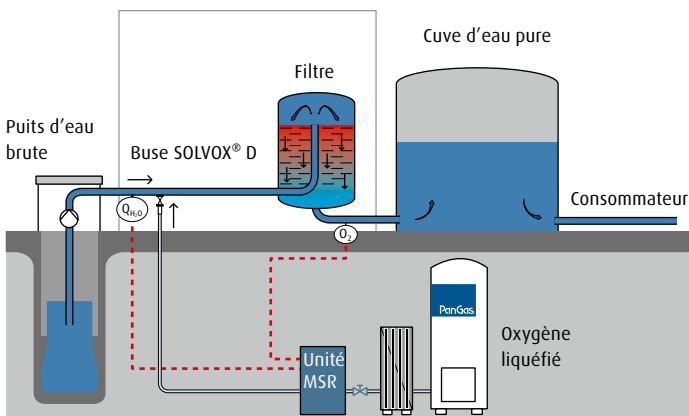 Cuve d'eau pure
Filtre
Puits d'eau
brute
Buse SOLVOX® D
Consommateur
QH₂O
O₂
PanGas
Oxygène
liquéfié
Unité
MSR